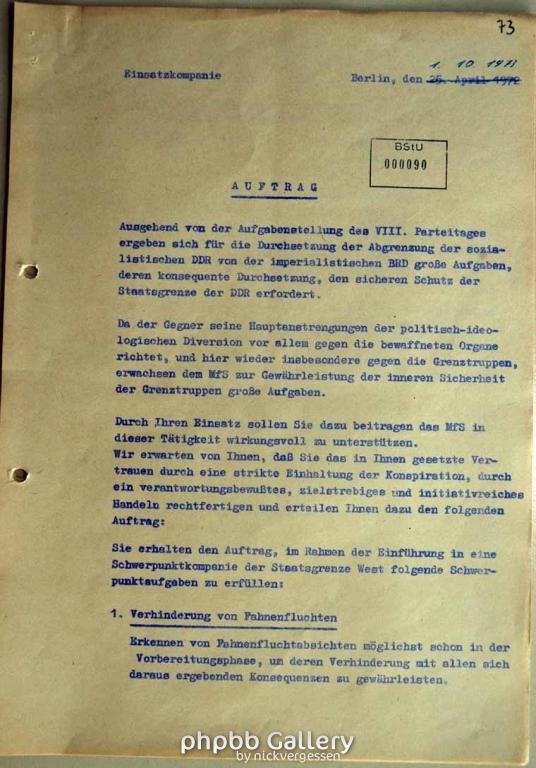 73
1. 10 1973
Einsatzkompanie Berlin, den 25. April 1972
BStU
000090
AUFTRAG
Ausgehend von der Aufgabenstellung des VIII. Parteitages
ergeben sich für die Durchsetzung der Abgrenzung der sozia-
listischen DDR von der imperialistischen BRD große Aufgaben,
deren konsequente Durchsetzung, den sicheren Schutz der
Staatsgrenze der DDR erfordert.
Da der Gegner seine Hauptanstrengungen der politisch-ideo-
logischen Diversion vor allem gegen die bewaffneten Organe
richtet, und hier wieder insbesondere gegen die Grenztruppen,
erwachsen dem MfS zur Gewährleistung der inneren Sicherheit
der Grenztruppen große Aufgaben.
Durch Ihren Einsatz sollen Sie dazu beitragen das MfS in
dieser Tätigkeit wirkungsvoll zu unterstützen.
Wir erwarten von Ihnen, daß Sie das in Ihnen gesetzte Ver-
trauen durch eine strikte Einhaltung der Konspiration, durch
ein verantwortungsbewußtes, zielstrebiges und initiativreiches
Handeln rechtfertigen und erteilen Ihnen dazu den folgenden
Auftrag:
Sie erhalten den Auftrag, im Rahmen der Einführung in eine
Schwerpunktkompanie der Staatsgrenze West folgende Schwer-
punktaufgaben zu erfüllen:
1. Verhinderung von Fahnenfluchten
Erkennen von Fahnenfluchtabsichten möglichst schon in der
Vorbereitungsphase, um deren Verhinderung mit allen sich
daraus ergebenden Konsequenzen zu gewährleisten.
phpbb Gallery
by nickvergessen